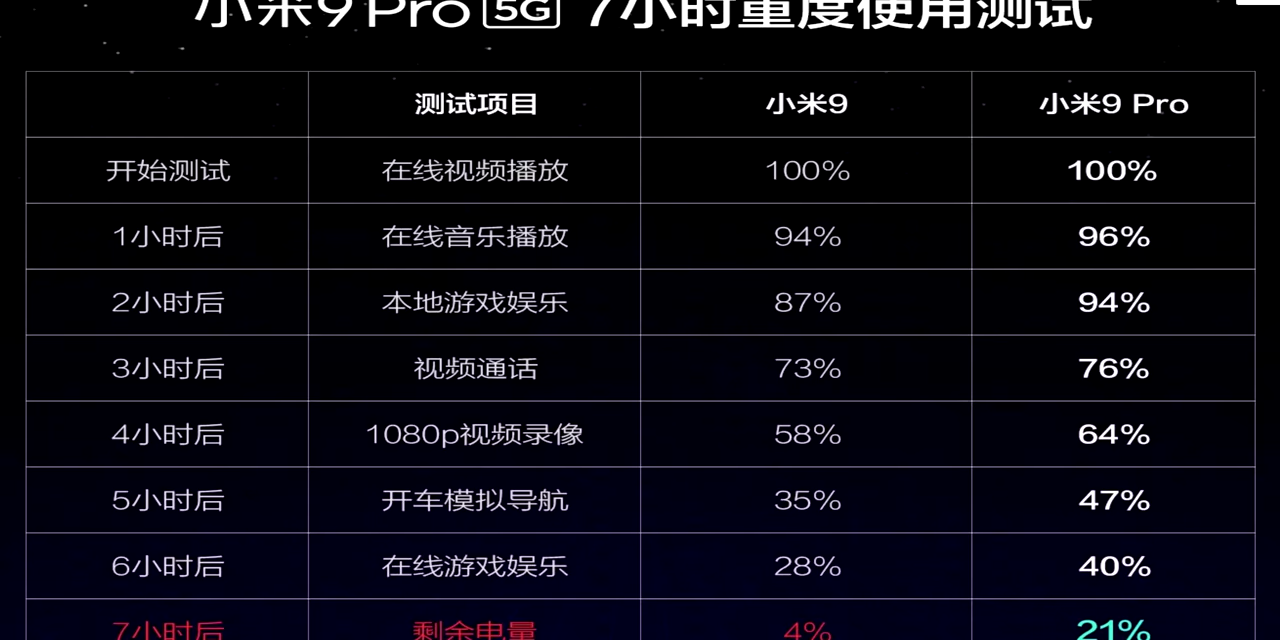 小米9 Pro 5G 7小时重度使用测试
测试项目 小米9 小米9 Pro
开始测试 在线视频播放 100% 100%
1小时后 在线音乐播放 94% 96%
2小时后 本地游戏娱乐 87% 94%
3小时后 视频通话 73% 76%
4小时后 1080p视频录像 58% 64%
5小时后 开车模拟导航 35% 47%
6小时后 在线游戏娱乐 28% 40%
7小时后 剩余电量 4% 21%